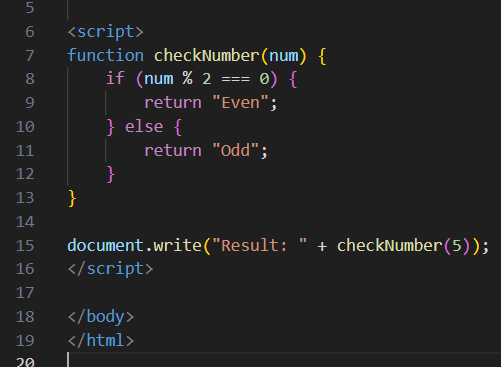 5
6 <script>
7 function checkNumber(num) {
8     if (num % 2 === 0) {
9         return "Even";
10     } else {
11         return "Odd";
12     }
13 }
14
15 document.write("Result: " + checkNumber(5));
16 </script>
17
18 </body>
19 </html>
20